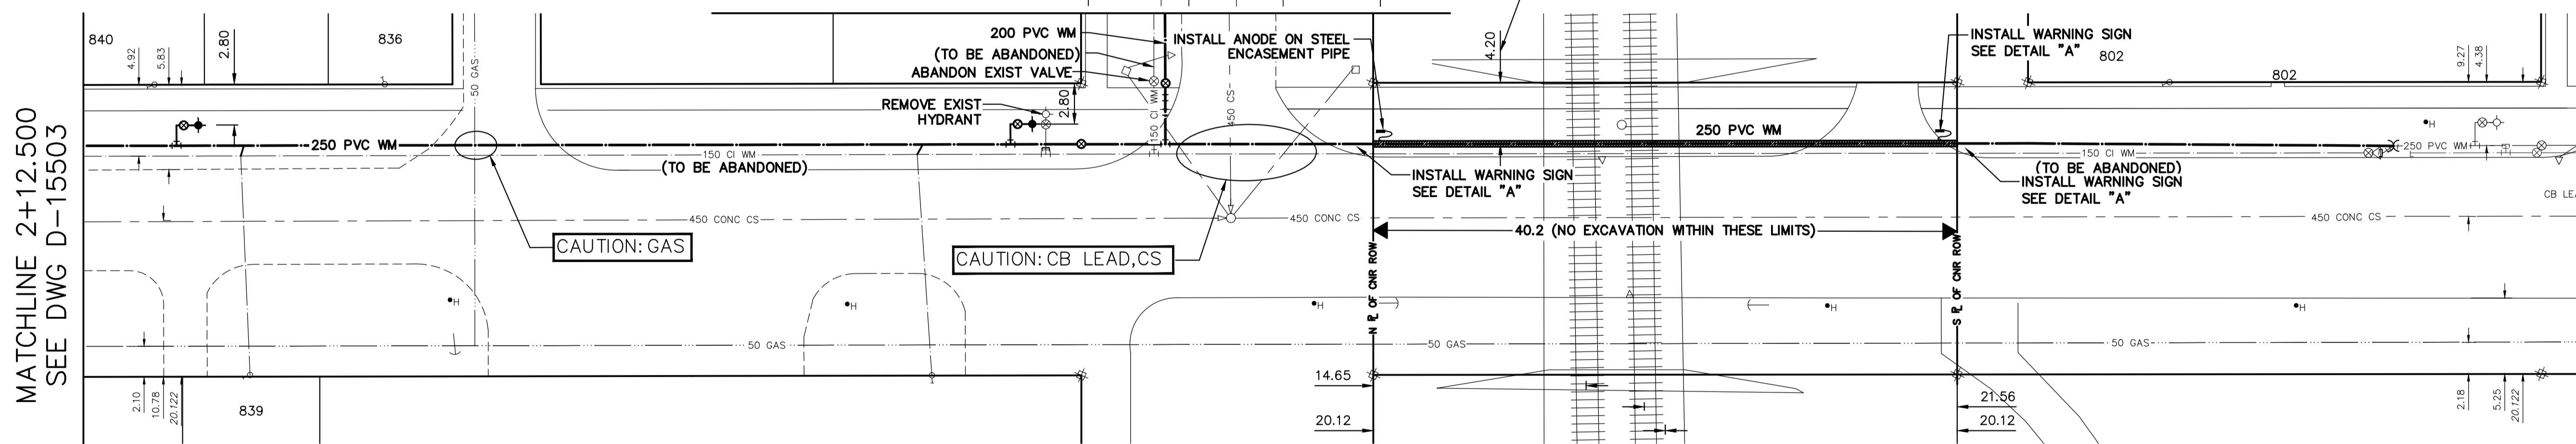 MATCHLINE 2+12.500
SEE DWG D-15503
840
4.92
5.83
2.80
836
50 GAS
200 PVC WM
(TO BE ABANDONED)
ABANDON EXIST VALVE
REMOVE EXIST
HYDRANT
2.80
150 CI WM
450 CS
INSTALL ANODE ON STEEL
ENCASEMENT PIPE
4.20
INSTALL WARNING SIGN
SEE DETAIL "A"
802
802
9.27
4.38
250 PVC WM
150 CI WM
(TO BE ABANDONED)
250 PVC WM
INSTALL WARNING SIGN
SEE DETAIL "A"
150 CI WM
(TO BE ABANDONED)
INSTALL WARNING SIGN
SEE DETAIL "A"
250 PVC WM
H
CB LEA
450 CONC CS
450 CONC CS
450 CONC CS
40.2 (NO EXCAVATION WITHIN THESE LIMITS)
CAUTION: GAS
CAUTION: CB LEAD,CS
N PL OF CNR ROW
S PL OF CNR ROW
H
H
H
H
H
50 GAS
50 GAS
50 GAS
2.10
10.78
20.122
839
14.65
20.12
21.56
20.12
2.18
5.25
20.122